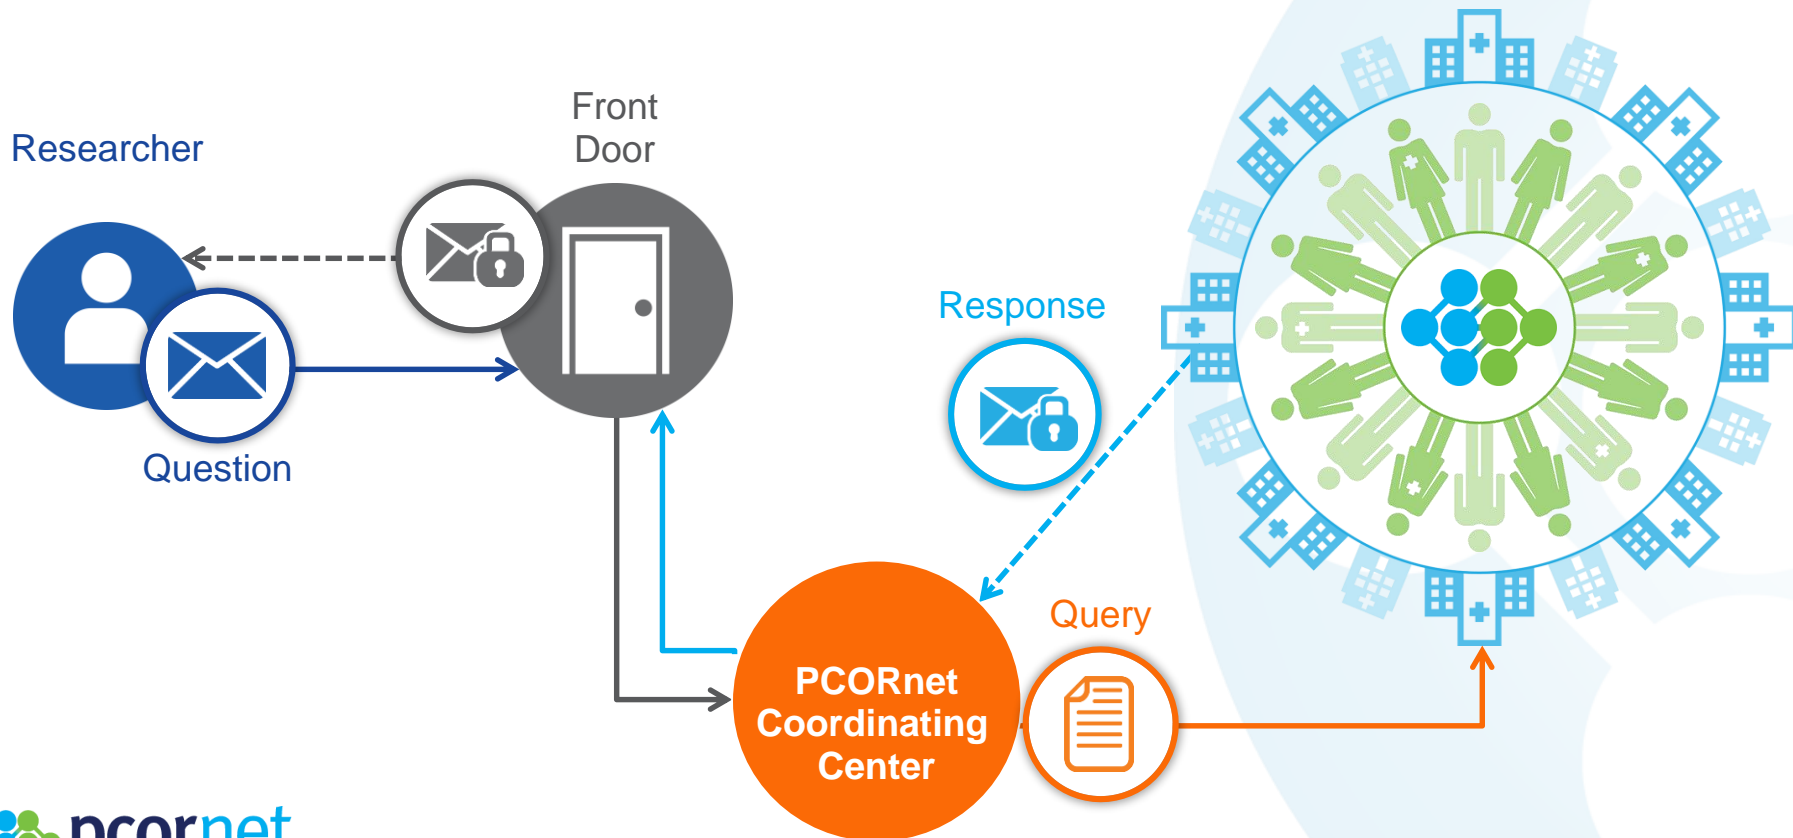 Front
Door
Researcher
Question
Response
Query
PCORnet
Coordinating
Center
pcornet